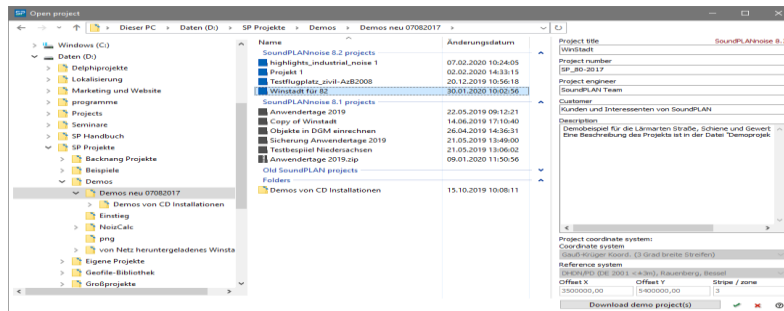 SP Open project
Dieser PC > Daten (D:) > SP Projekte > Demos > Demos neu 07082017 >
Windows (C:)
Daten (D:)
Delphiprojekte
Lokalisierung
Marketing und Website
programme
Projects
Seminare
SP Handbuch
SP Projekte
Backnang Projekte
Beispiele
Demos
Demos neu 07082017
Demos von CD Installationen
Einstieg
NoizCalc
png
von Netz heruntergeladenes Winsta
Eigene Projekte
Geofile-Bibliothek
Großprojekte
Name Änderungsdatum
SoundPLANnoise 8.2 projects
highlights_industrial_noise 1 07.02.2020 10:24:05
Projekt 1 02.02.2020 14:33:15
Testflugplatz_zivil-AzB2008 20.12.2019 10:56:18
Winstadt für 82 30.01.2020 10:02:56
SoundPLANnoise 8.1 projects
Anwendertage 2019 22.05.2019 09:12:21
Copy of Winstadt 14.06.2019 17:10:40
Objekte in DGM einrechnen 26.04.2019 14:36:31
Sicherung Anwendertage 2019 21.05.2019 13:49:00
Testbespiel Niedersachsen 21.05.2019 13:06:02
Anwendertage 2019.zip 09.01.2020 11:50:56
Old SoundPLAN projects
Folders
Demos von CD Installationen 15.10.2019 10:08:11
Project title SoundPLANnoise 8.
WinStadt
Project number
SP_80-2017
Project engineer
SoundPLAN Team
Customer
Kunden und Interessenten von SoundPLAN
Description
Demobeispiel für die Lärmarten Straße, Schiene und Gewert
Eine Beschreibung des Projekts ist in der Datei "Demoprojek
Project coordinate system:
Coordinate system
Gauß-Krüger Koord. (3 Grad breite Streifen)
Reference system
DHDN/PD (DE 2001 <±3m), Rauenberg, Bessel
Offset X Offset Y Stripe / zone
3500000,00 5400000,00 3
Download demo project(s)